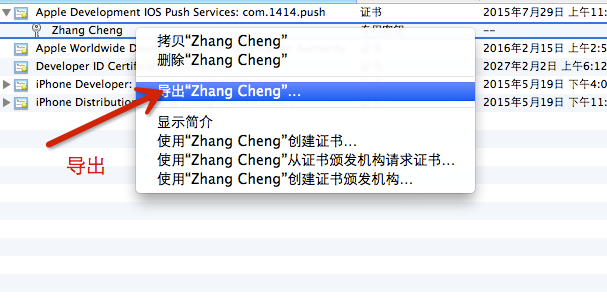 Apple Development IOS Push Services: com.1414.push 证书 2015年7月29日 上午11:
Zhang Cheng --
Apple Worldwide D 2016年2月15日 上午2:5
Developer ID Certif 2027年2月2日 上午6:12
iPhone Developer: 2015年5月19日 下午4:0
iPhone Distribution 2015年5月19日 上午11:
拷贝“Zhang Cheng”
删除“Zhang Cheng”
导出“Zhang Cheng”...
显示简介
使用“Zhang Cheng”创建证书...
使用“Zhang Cheng”从证书颁发机构请求证书...
使用“Zhang Cheng”创建证书颁发机构...
导出